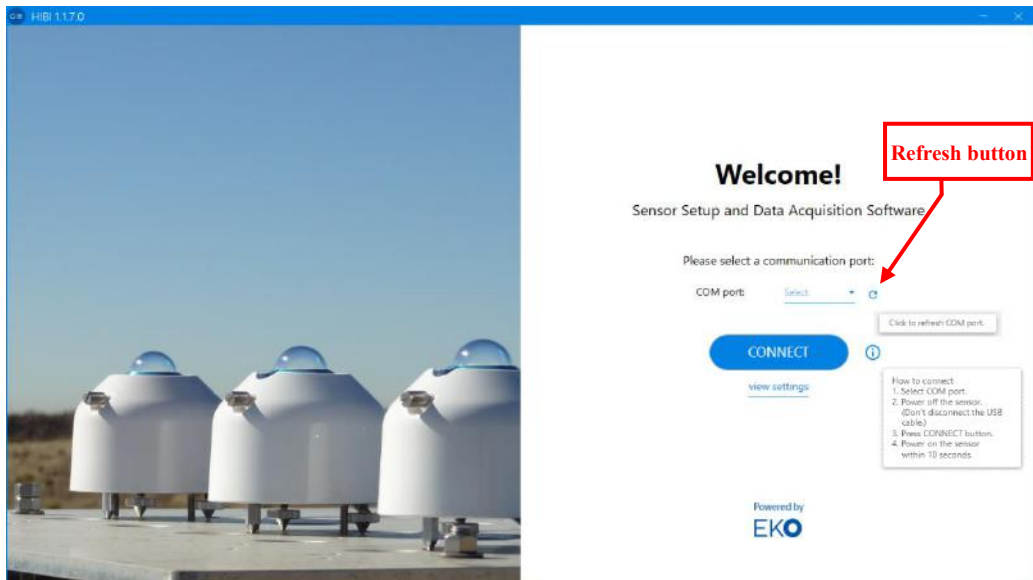 HIBI 1.1.7.0
Refresh button
Welcome!
Sensor Setup and Data Acquisition Software
Please select a communication port:
COM port:
Select
Click to refresh COM port.
CONNECT
view settings
How to connect
1. Select COM port.
2. Power off the sensor.
(Don't disconnect the USB
cable.)
3. Press CONNECT button.
4. Power on the sensor
within 10 seconds
Powered by
EKO